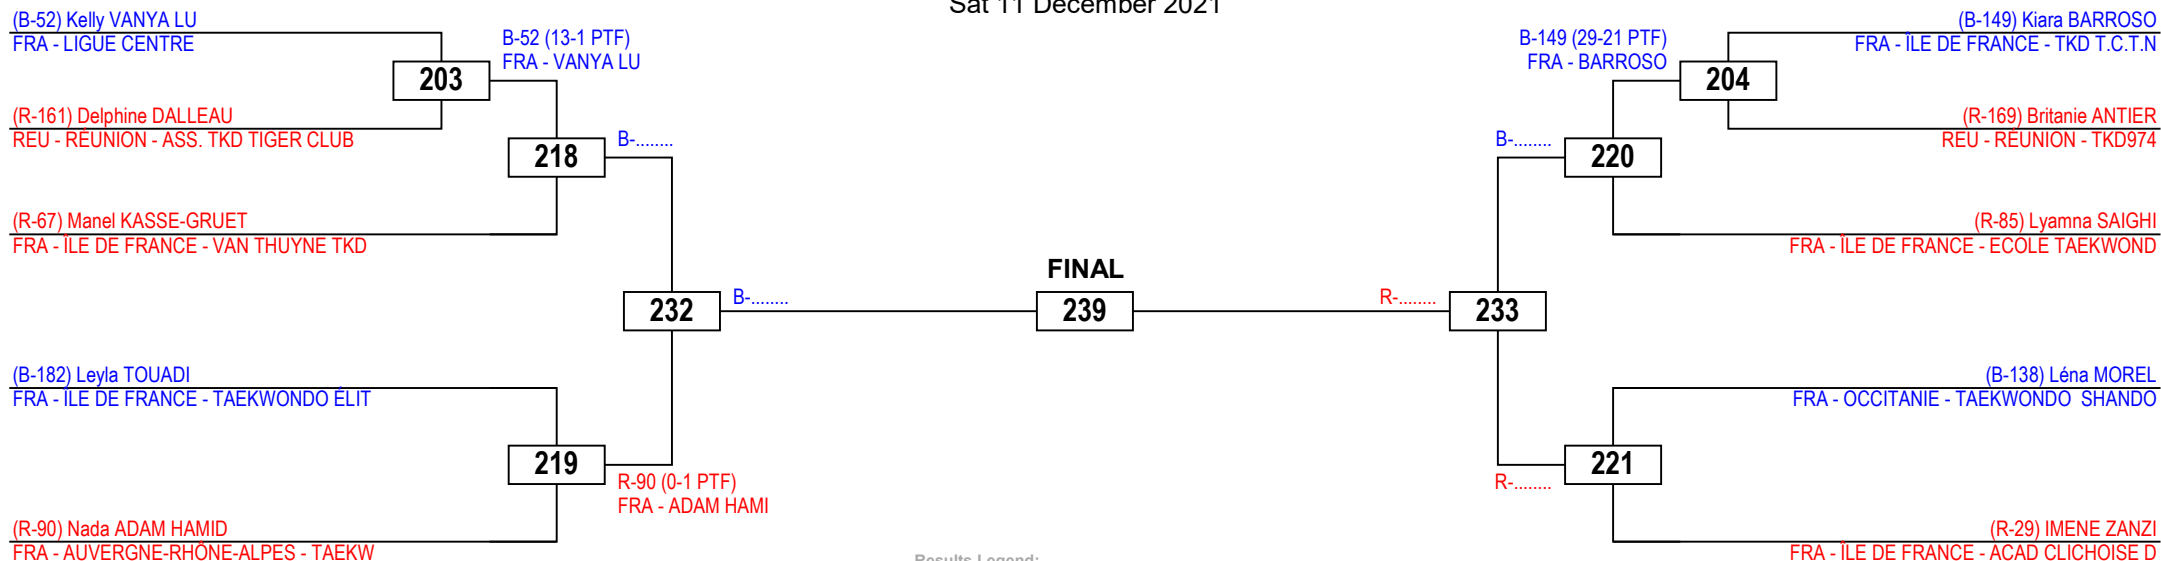 Sat 11 December 2021
(B-52) Kelly VANYA LU
FRA - LIGUE CENTRE
203
B-52 (13-1 PTF)
FRA - VANYA LU
(R-161) Delphine DALLEAU
REU - RÉUNION - ASS. TKD TIGER CLUB
218
B-........
(R-67) Manel KASSE-GRUET
FRA - ÎLE DE FRANCE - VAN THUYNE TKD
232
B-........
(B-182) Leyla TOUADI
FRA - ÎLE DE FRANCE - TAEKWONDO ÉLIT
219
R-90 (0-1 PTF)
FRA - ADAM HAMI
(R-90) Nada ADAM HAMID
FRA - AUVERGNE-RHÔNE-ALPES - TAEKW
FINAL
239
(B-149) Kiara BARROSO
FRA - ÎLE DE FRANCE - TKD T.C.T.N
B-149 (29-21 PTF)
FRA - BARROSO
204
(R-169) Britanie ANTIER
REU - RÉUNION - TKD974
B-........
220
(R-85) Lyamna SAIGHI
FRA - ÎLE DE FRANCE - ECOLE TAEKWOND
R-........
233
(B-138) Léna MOREL
FRA - OCCITANIE - TAEKWONDO  SHANDO
R-........
221
(R-29) IMENE ZANZI
FRA - ÎLE DE FRANCE - ACAD CLICHOISE D
Results Legend: